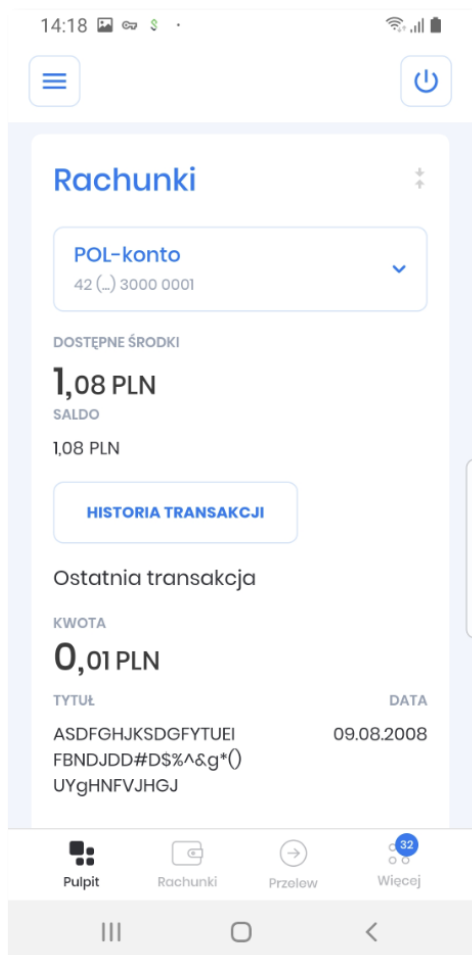 14:18
Rachunki
POL-konto
42 (...) 3000 0001
DOSTĘPNE ŚRODKI
1,08 PLN
SALDO
1,08 PLN
HISTORIA TRANSAKCJI
Ostatnia transakcja
KWOTA
0,01 PLN
TYTUŁ DATA
ASDFGHJKSDGFYTUEI 09.08.2008
FBNDJDD#D$%^&g*()
UYgHNFVJHGJ
32
Pulpit Rachunki Przelew Więcej